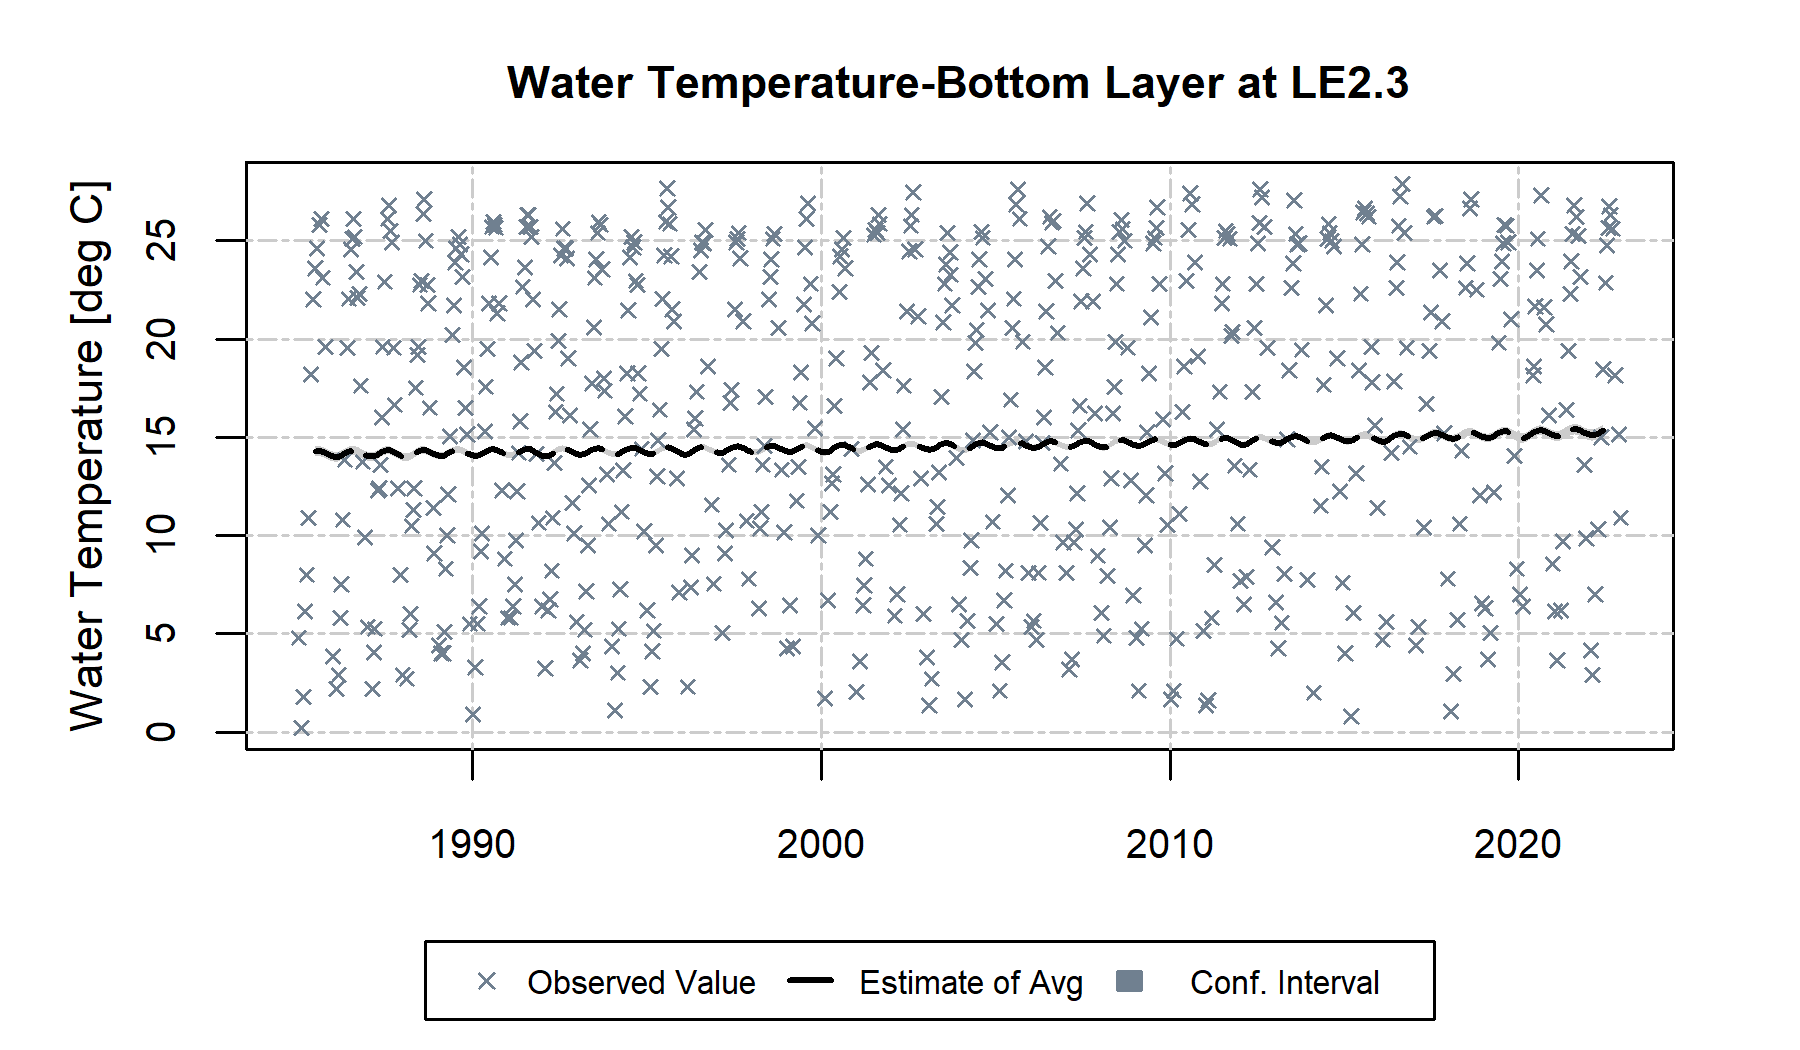 Water Temperature-Bottom Layer at LE2.3
Water Temperature [deg C]
25
20
15
10
5
0
1990 2000 2010 2020
Observed Value Estimate of Avg Conf. Interval